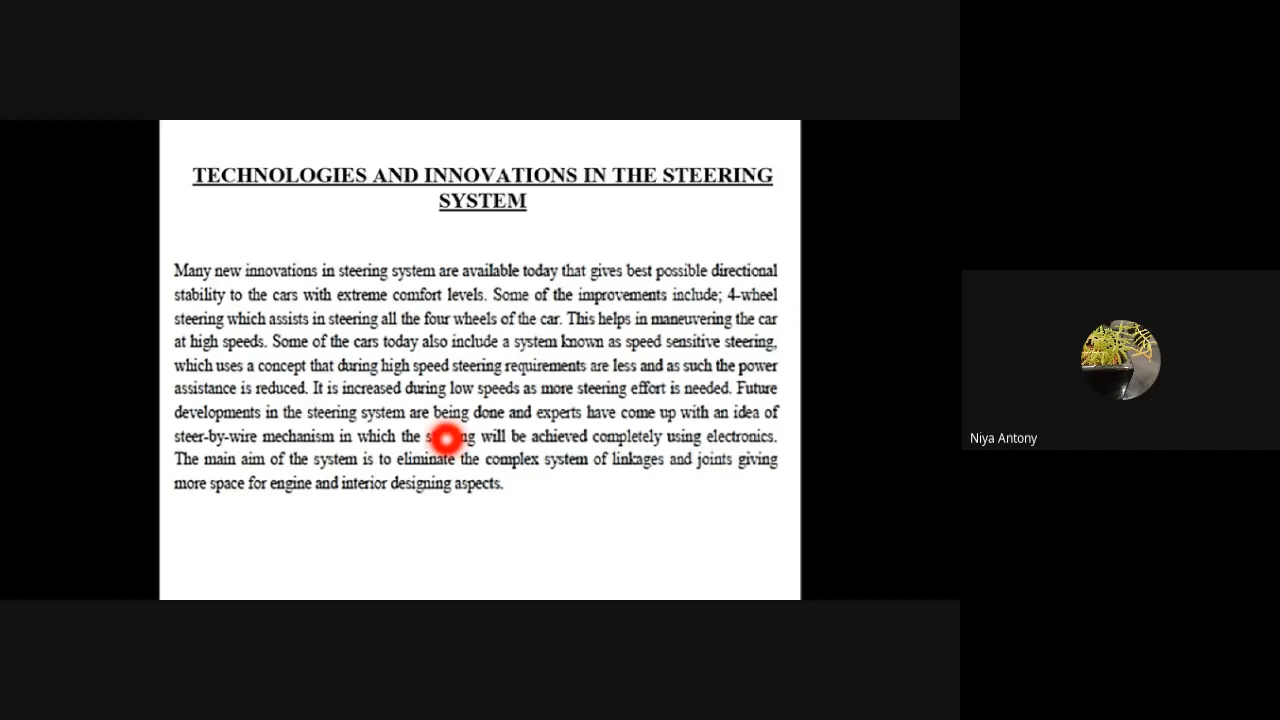 TECHNOLOGIES AND INNOVATIONS IN THE STEERING
SYSTEM
Many new innovations in steering system are available today that gives best possible directional
stability to the cars with extreme comfort levels. Some of the improvements include; 4-wheel
steering which assists in steering all the four wheels of the car. This helps in maneuvering the car
at high speeds. Some of the cars today also include a system known as speed sensitive steering,
which uses a concept that during high speed steering requirements are less and as such the power
assistance is reduced. It is increased during low speeds as more steering effort is needed. Future
developments in the steering system are being done and experts have come up with an idea of
steer-by-wire mechanism in which the will be achieved completely using electronics.
The main aim of the system is to eliminate the complex system of linkages and joints giving
more space for engine and interior designing aspects.
Niya Antony